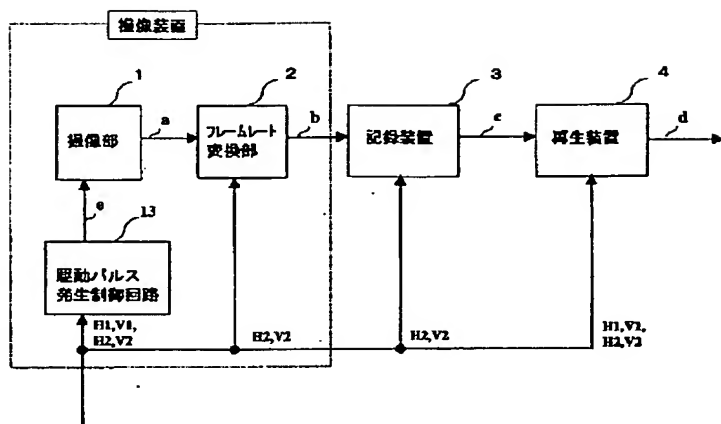 撮像装置
1
2
3
4
a
b
c
d
撮像部
フレームレート
変換部
記録装置
再生装置
e
13
駆動パルス
発生制御回路
H1,V1,
H2,V2
H2,V2
H2,V2
H1,V2,
H2,V2